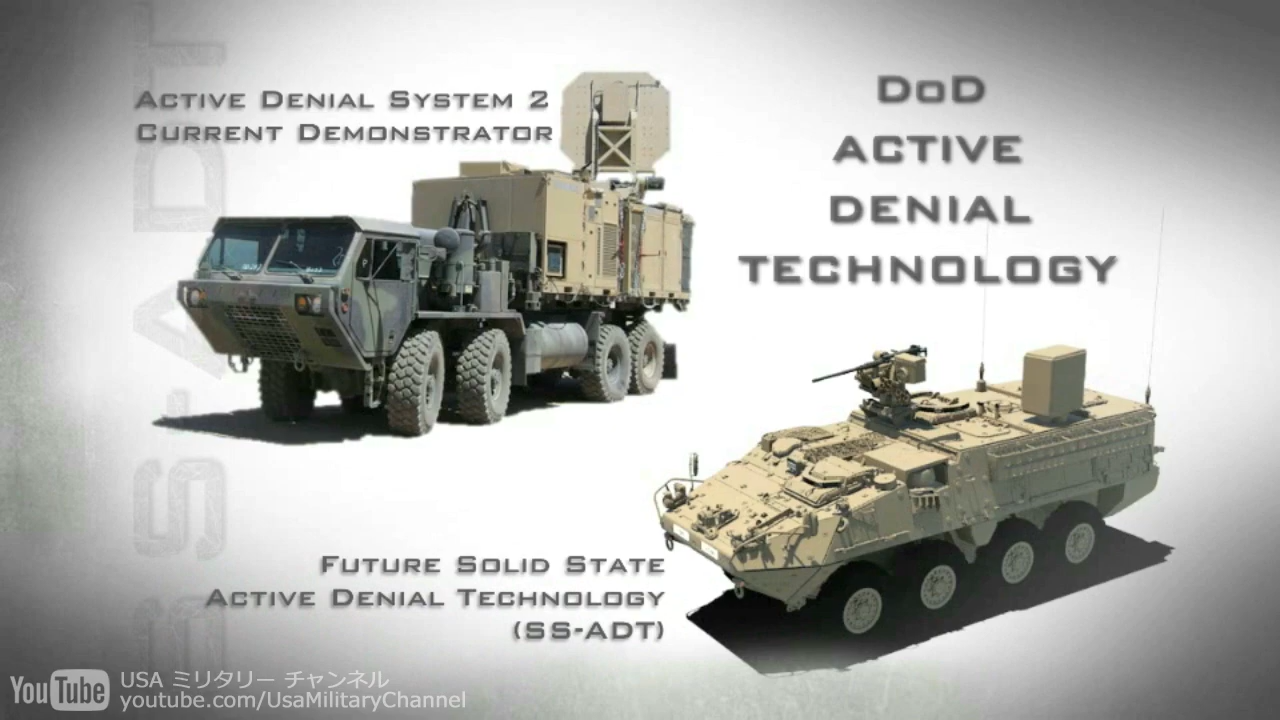 ACTIVE DENIAL SYSTEM 2
CURRENT DEMONSTRATOR
DoD
ACTIVE
DENIAL
TECHNOLOGY
FUTURE SOLID STATE
ACTIVE DENIAL TECHNOLOGY
(SS-ADT)
YouTube
USA ミリタリー チャンネル
youtube.com/UsaMilitaryChannel